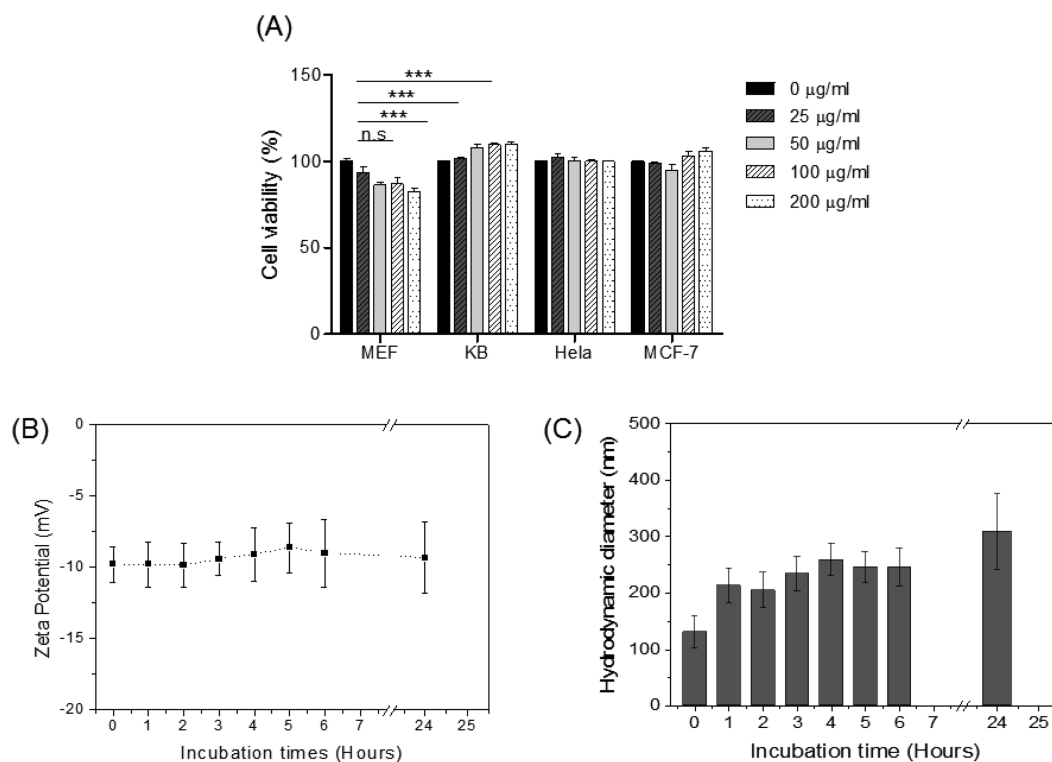 (A)
Cell viability (%)
150
100
50
0
***
***
***
n.s
MEF KB Hela MCF-7
0 μg/ml
25 μg/ml
50 μg/ml
100 μg/ml
200 μg/ml
(B)
Zeta Potential (mV)
0
-5
-10
-15
-20
0 1 2 3 4 5 6 7 24 25
Incubation times (Hours)
(C)
Hydrodynamic diameter (nm)
500
400
300
200
100
0
0 1 2 3 4 5 6 7 24 25
Incubation time (Hours)